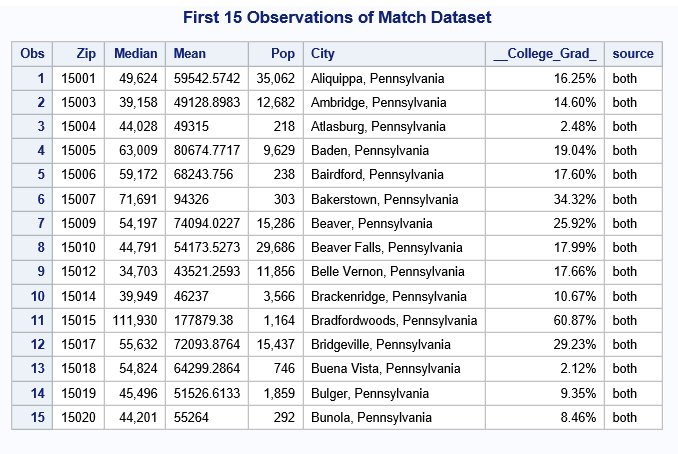 First 15 Observations of Match Dataset
Obs Zip Median Mean Pop City __College_Grad_ source
1 15001 49,624 59542.5742 35,062 Aliquippa, Pennsylvania 16.25% both
2 15003 39,158 49128.8983 12,682 Ambridge, Pennsylvania 14.60% both
3 15004 44,028 49315 218 Atlasburg, Pennsylvania 2.48% both
4 15005 63,009 80674.7717 9,629 Baden, Pennsylvania 19.04% both
5 15006 59,172 68243.756 238 Bairdford, Pennsylvania 17.60% both
6 15007 71,691 94326 303 Bakerstown, Pennsylvania 34.32% both
7 15009 54,197 74094.0227 15,286 Beaver, Pennsylvania 25.92% both
8 15010 44,791 54173.5273 29,686 Beaver Falls, Pennsylvania 17.99% both
9 15012 34,703 43521.2593 11,856 Belle Vernon, Pennsylvania 17.66% both
10 15014 39,949 46237 3,566 Brackenridge, Pennsylvania 10.67% both
11 15015 111,930 177879.38 1,164 Bradfordwoods, Pennsylvania 60.87% both
12 15017 55,632 72093.8764 15,437 Bridgeville, Pennsylvania 29.23% both
13 15018 54,824 64299.2864 746 Buena Vista, Pennsylvania 2.12% both
14 15019 45,496 51526.6133 1,859 Bulger, Pennsylvania 9.35% both
15 15020 44,201 55264 292 Bunola, Pennsylvania 8.46% both